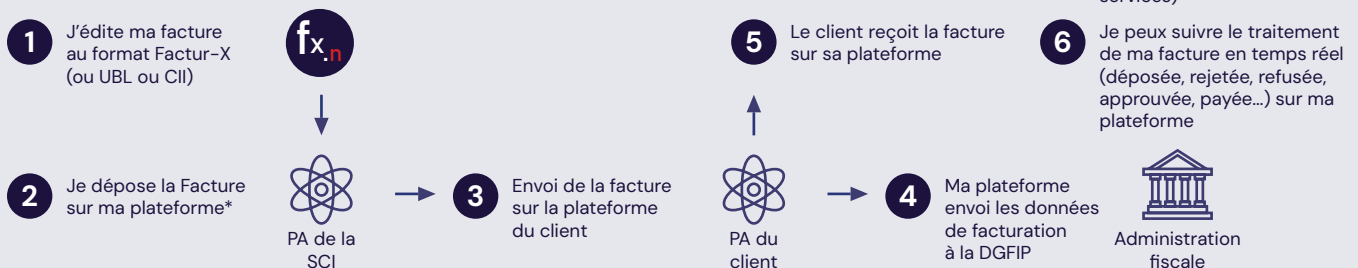 services)
1
J'édite ma facture
au format Factur-X
(ou UBL ou CII)
fx.n
5
Le client reçoit la facture
sur sa plateforme
6
Je peux suivre le traitement
de ma facture en temps réel
(déposée, rejetée, refusée,
approuvée, payée...) sur ma
plateforme
2
Je dépose la Facture
sur ma plateforme*
PA de la
SCI
3
Envoi de la facture
sur la plateforme
du client
PA du
client
4
Ma plateforme
envoi les données
de facturation
à la DGFIP
Administration
fiscale